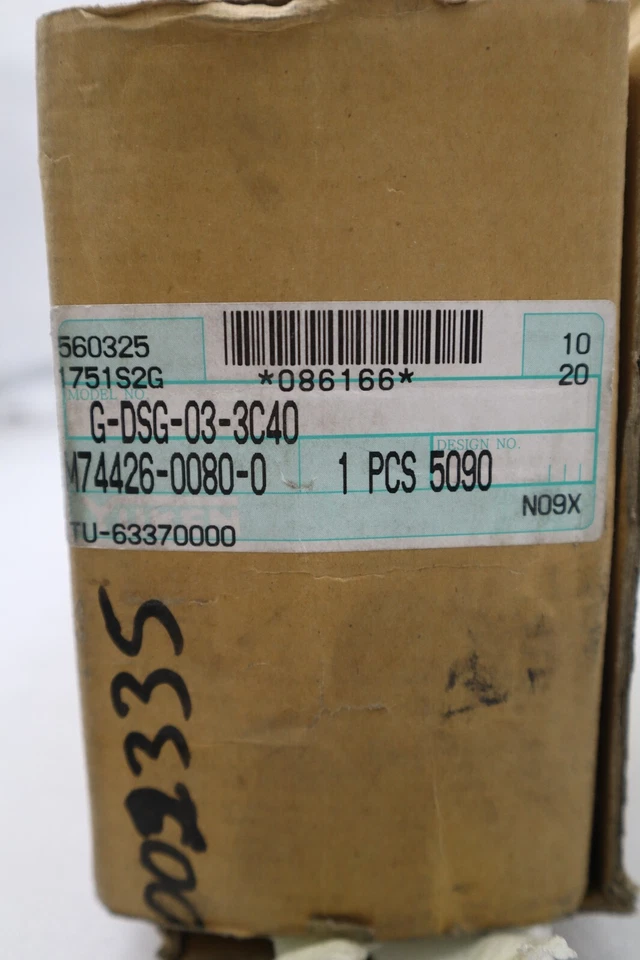 560325
10
1751S2G
*086166*
20
MODEL NO.
G-DSG-03-3C40
DESIGN NO.
M74426-0080-0 1 PCS 5090
N09X
TU-63370000
002335